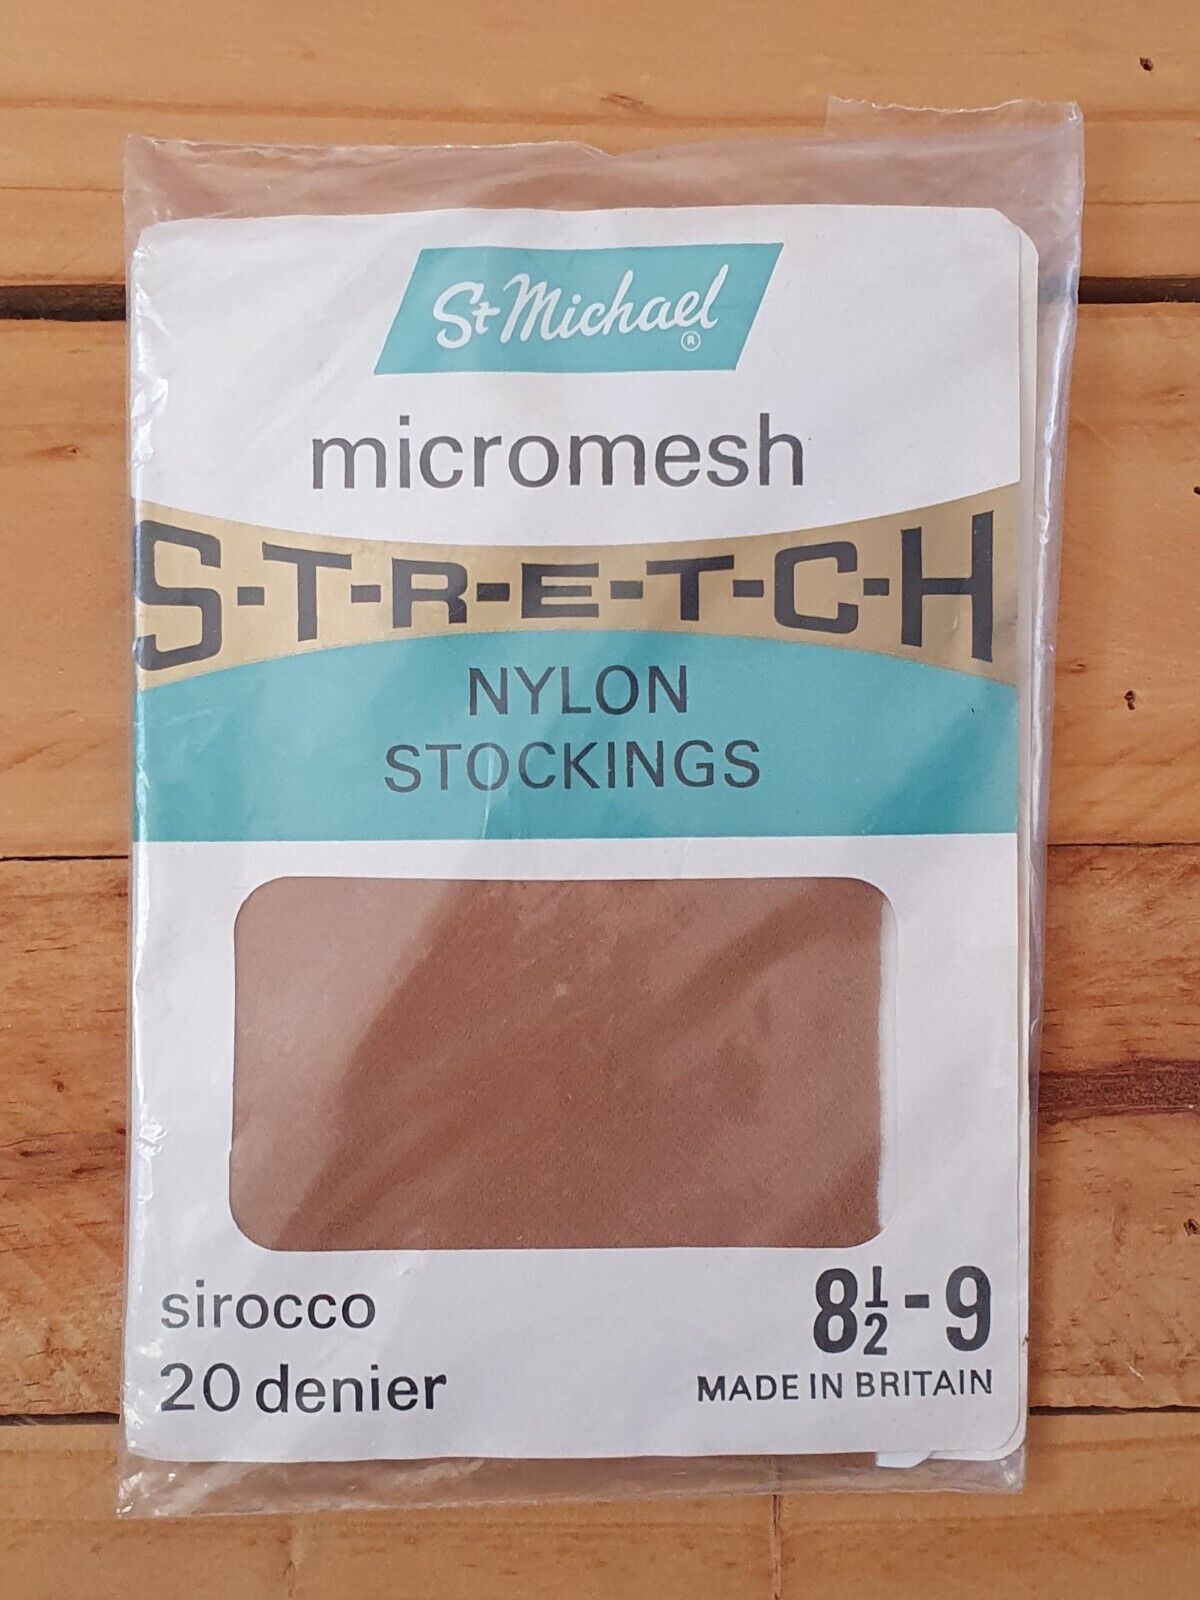 St Michael
®
micromesh
S-T-R-E-T-C-H
NYLON
STOCKINGS
sirocco
20 denier
8½-9
MADE IN BRITAIN